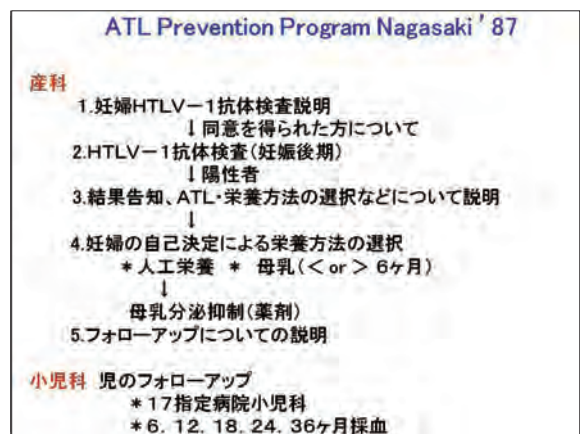 ATL Prevention Program Nagasaki '87
産科
1.妊婦HTLV-1抗体検査説明
↓同意を得られた方について
2.HTLV-1抗体検査(妊娠後期)
↓陽性者
3.結果告知、ATL・栄養方法の選択などについて説明
↓
4.妊婦の自己決定による栄養方法の選択
*人工栄養 * 母乳(< or > 6ヶ月)
↓
母乳分泌抑制(薬剤)
5.フォローアップについての説明
小児科 児のフォローアップ
*17指定病院小児科
*6. 12. 18. 24. 36ヶ月採血